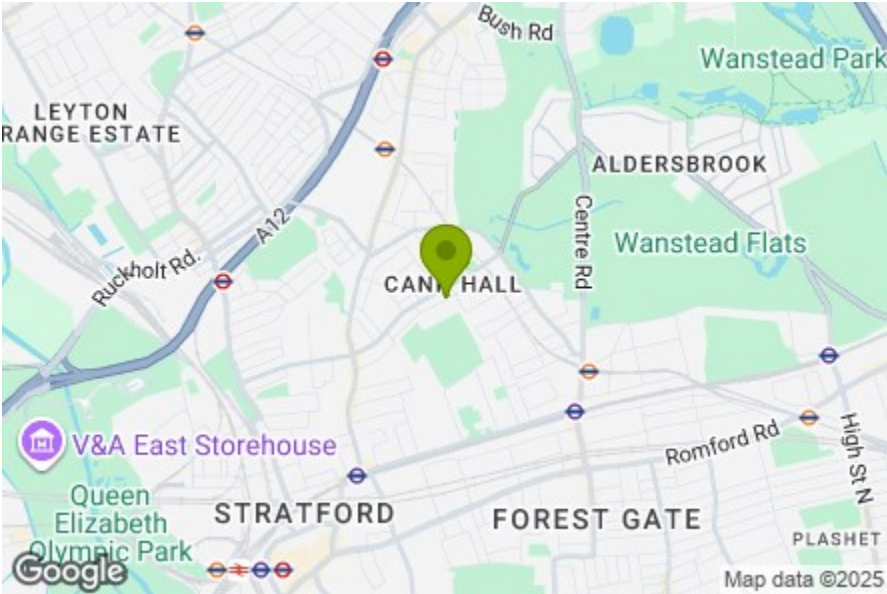 Bush Rd
Wanstead Park
LEYTON
RANGE ESTATE
ALDERSBROOK
A12
Centre Rd
Wanstead Flats
Ruckholt Rd.
CANN HALL
High St N
Romford Rd
V&A East Storehouse
Queen
Elizabeth
Olympic Park
STRATFORD
FOREST GATE
PLASHET
Google
Map data ©2025